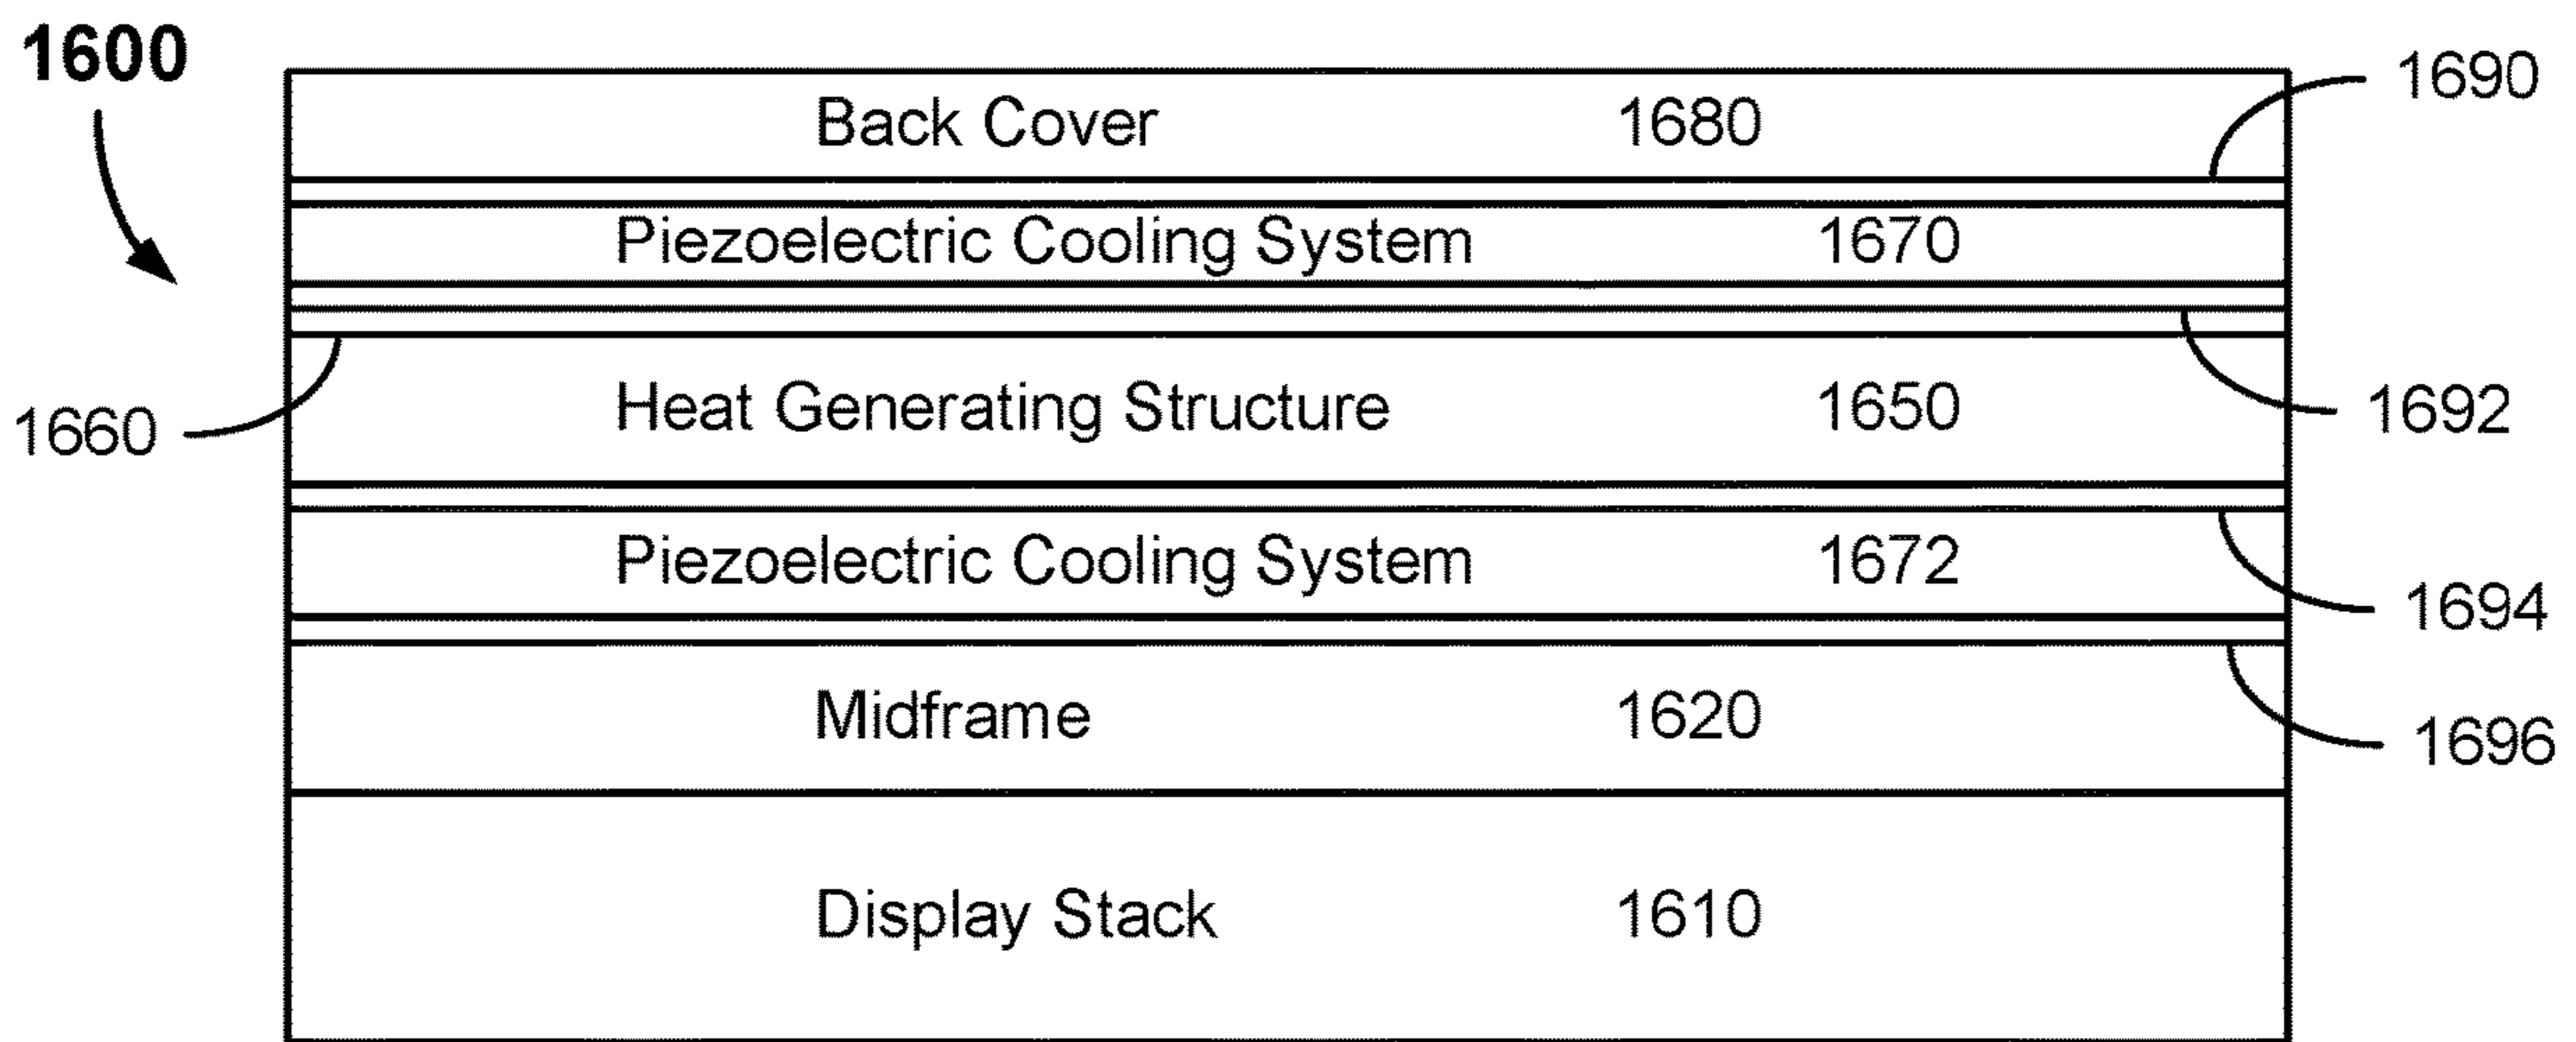 1600
1690
Back Cover 1680
Piezoelectric Cooling System 1670
1660
Heat Generating Structure 1650
1692
Piezoelectric Cooling System 1672
1694
Midframe 1620
1696
Display Stack 1610